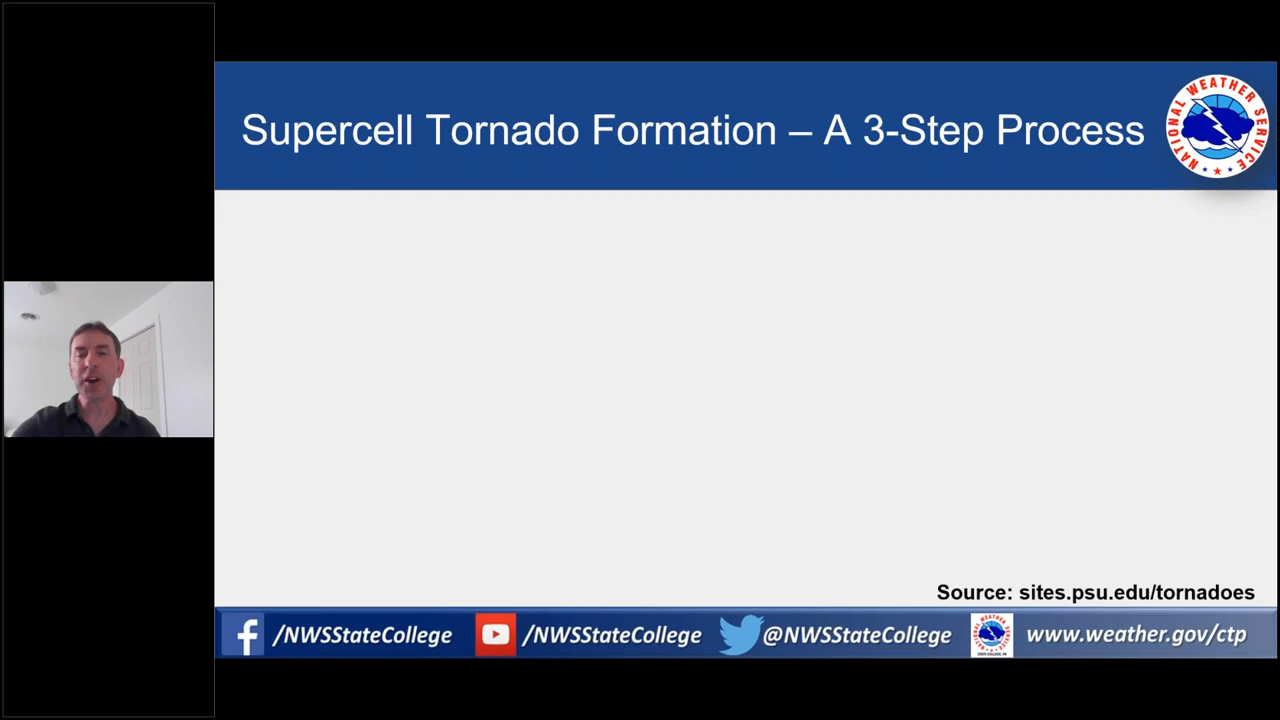 Supercell Tornado Formation – A 3-Step Process
NATIONAL WEATHER SERVICE
Source: sites.psu.edu/tornadoes
/NWSStateCollege
/NWSStateCollege
@NWSStateCollege
www.weather.gov/ctp